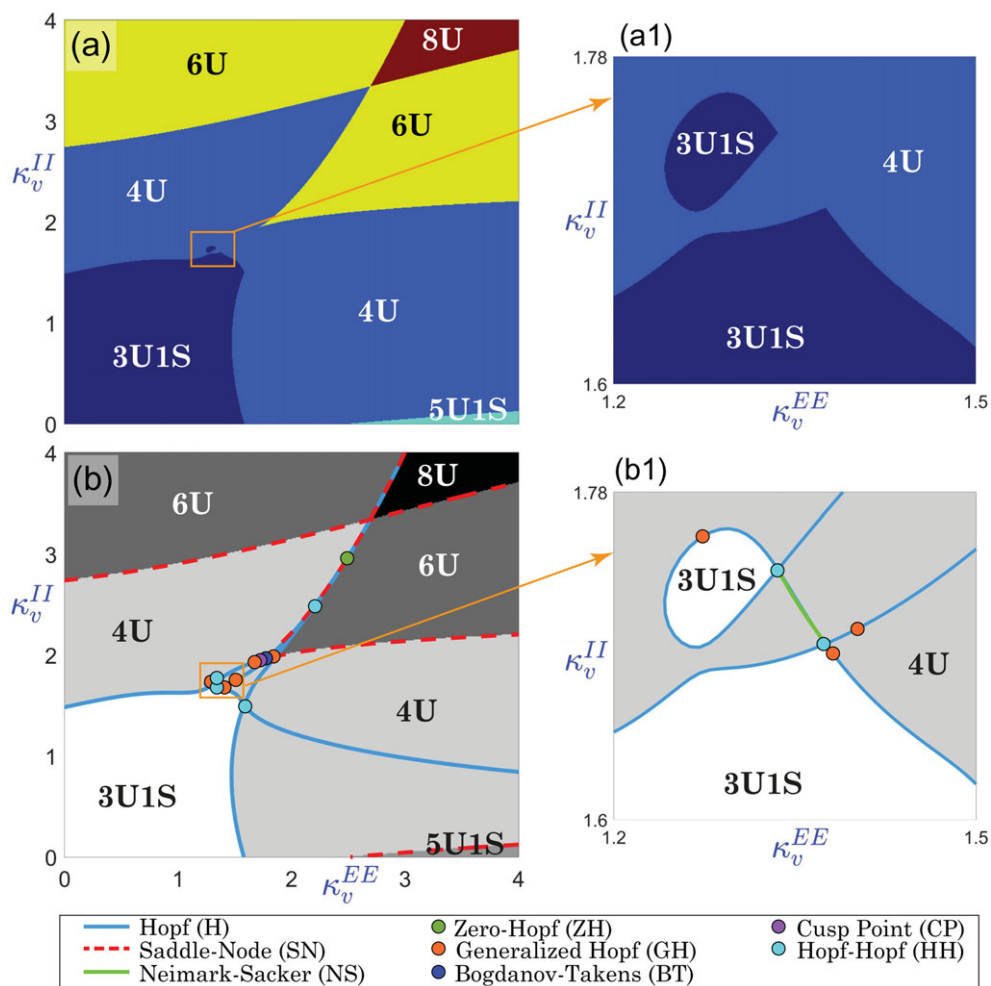 (a)
4
3
2
1
0
κ_v^{II}
6U
8U
6U
4U
4U
3U1S
5U1S
(a1)
1.78
κ_v^{II}
1.6
3U1S
4U
3U1S
1.2
κ_v^{EE}
1.5
(b)
4
3
2
1
0
κ_v^{II}
6U
8U
6U
4U
4U
3U1S
5U1S
0
1
2
κ_v^{EE}
3
4
(b1)
1.78
κ_v^{II}
1.6
3U1S
4U
3U1S
1.2
κ_v^{EE}
1.5
Hopf (H)
Saddle-Node (SN)
Neimark-Sacker (NS)
Zero-Hopf (ZH)
Generalized Hopf (GH)
Bogdanov-Takens (BT)
Cusp Point (CP)
Hopf-Hopf (HH)